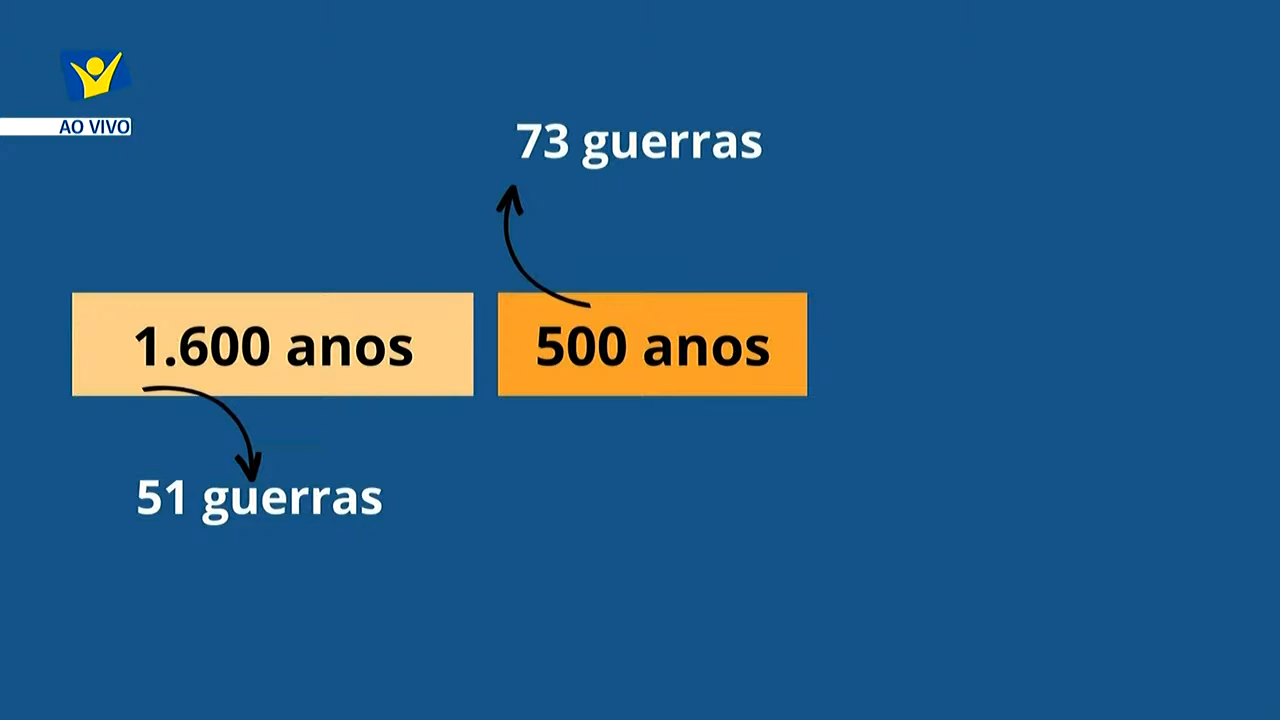 AO VIVO
73 guerras
1.600 anos
500 anos
51 guerras